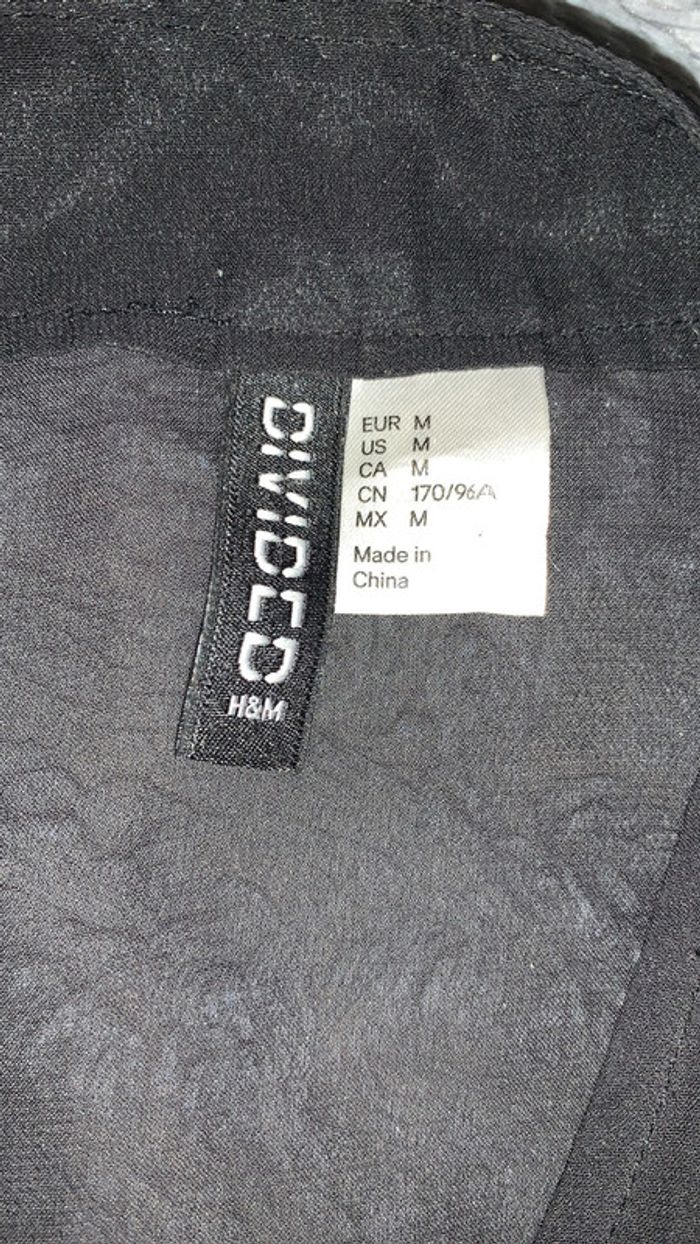 DIVIDED
H&M
EUR M
US M
CA M
CN 170/96A
MX M
Made in
China